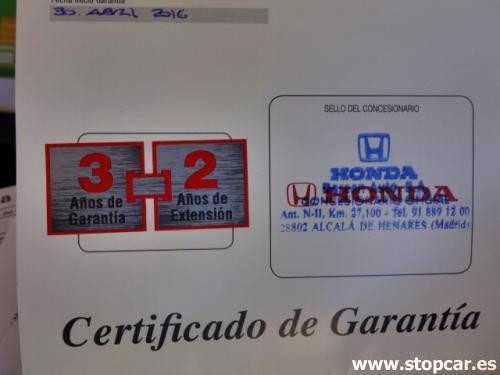 Fecha inicio Garantía
30. ABRIL 2016
SELLO DEL CONCESIONARIO
3
Años de
Garantía
2
Años de
Extensión
HONDA
HONDA
CONCESIONARIO OFICIAL
Ant. N-II, Km. 27,100 - Tel. 91 889 12 00
28802 ALCALÁ DE HENARES (Madrid)
Certificado de Garantía
www.stopcar.es